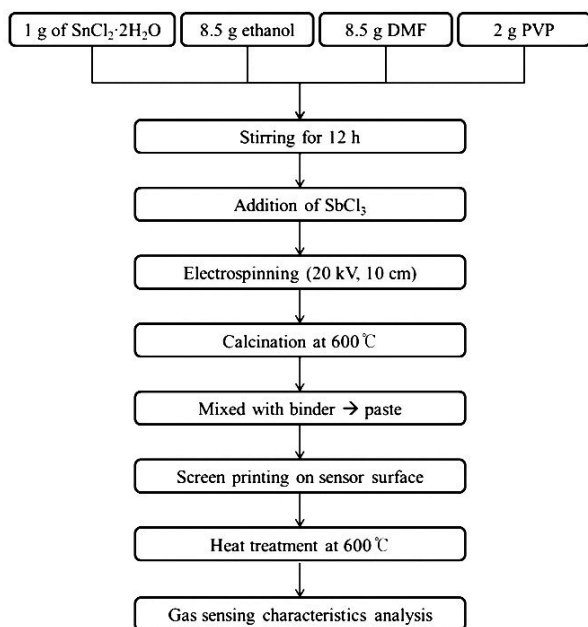 1 g of SnCl₂·2H₂O
8.5 g ethanol
8.5 g DMF
2 g PVP
Stirring for 12 h
Addition of SbCl₃
Electrospinning (20 kV, 10 cm)
Calcination at 600℃
Mixed with binder → paste
Screen printing on sensor surface
Heat treatment at 600℃
Gas sensing characteristics analysis